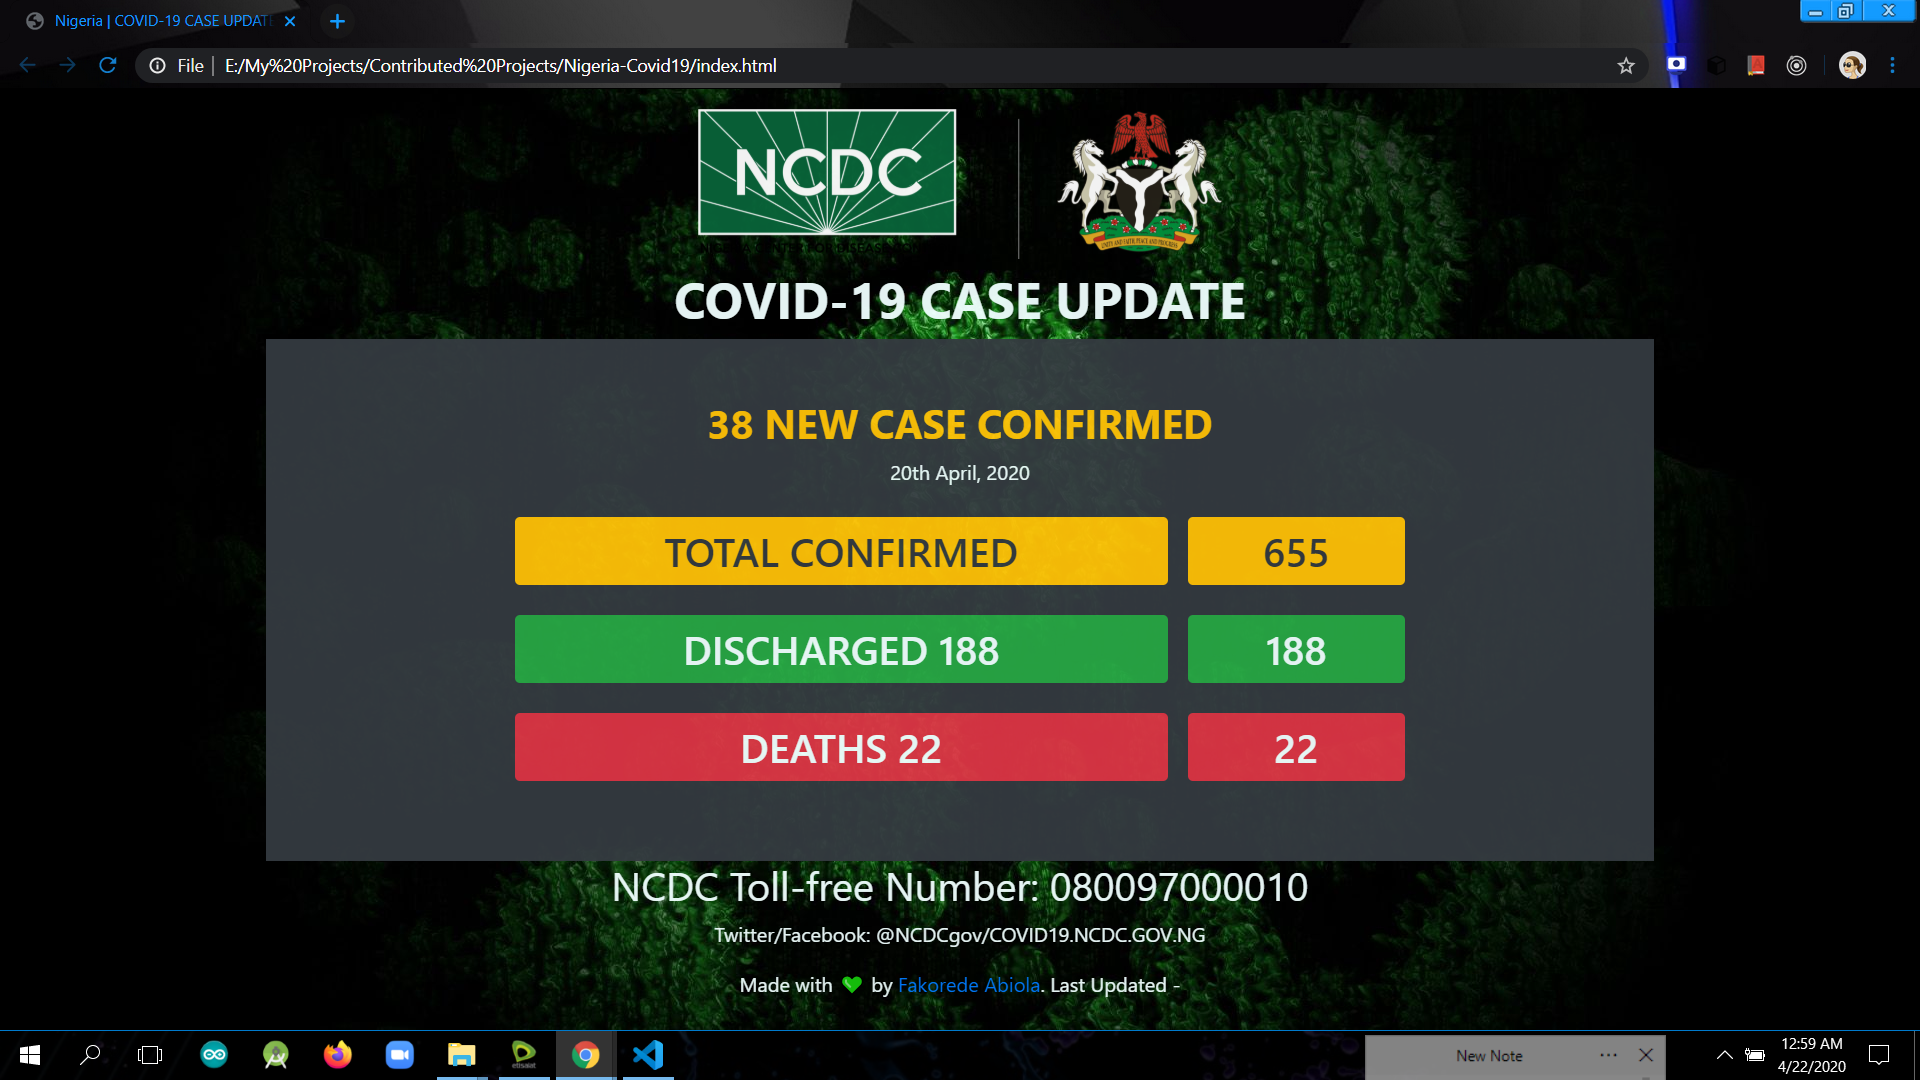 Nigeria | COVID-19 CASE UPDAT
File
E:/My%20Projects/Contributed%20Projects/Nigeria-Covid19/index.html
NCDC
UNITY AND FAITH, PEACE AND PROGRESS
COVID-19 CASE UPDATE
38 NEW CASE CONFIRMED
20th April, 2020
TOTAL CONFIRMED 655
DISCHARGED 188 188
DEATHS 22 22
NCDC Toll-free Number: 080097000010
Twitter/Facebook: @NCDCgov/COVID19.NCDC.GOV.NG
Made with 💚 by Fakorede Abiola. Last Updated -
etisalat
New Note
12:59 AM
4/22/2020